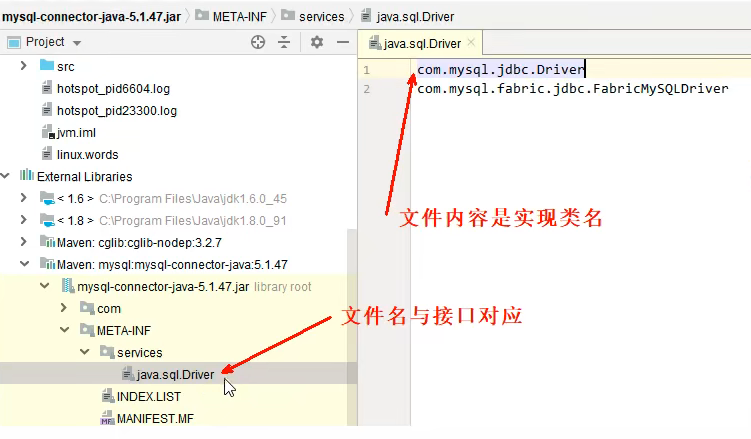 mysql-connector-java-5.1.47.jar META-INF services java.sql.Driver
Project
src
hotspot_pid6604.log
hotspot_pid23300.log
jvm.iml
linux.words
External Libraries
< 1.6 > C:\Program Files\Java\jdk1.6.0_45
< 1.8 > C:\Program Files\Java\jdk1.8.0_91
Maven: cglib:cglib-nodep:3.2.7
Maven: mysql:mysql-connector-java:5.1.47
mysql-connector-java-5.1.47.jar library root
com
META-INF
services
java.sql.Driver
INDEX.LIST
MF MANIFEST.MF
java.sql.Driver
1 com.mysql.jdbc.Driver
2 com.mysql.fabric.jdbc.FabricMySQLDriver
文件内容是实现类名
文件名与接口对应